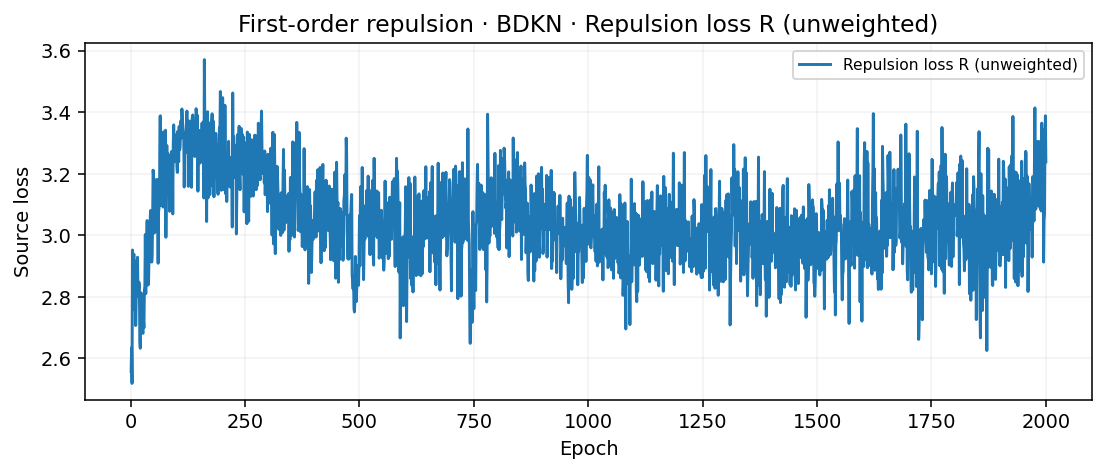 First-order repulsion · BDKN · Repulsion loss R (unweighted)
Repulsion loss R (unweighted)
3.6
3.4
3.2
3.0
2.8
2.6
Source loss
0 250 500 750 1000 1250 1500 1750 2000
Epoch